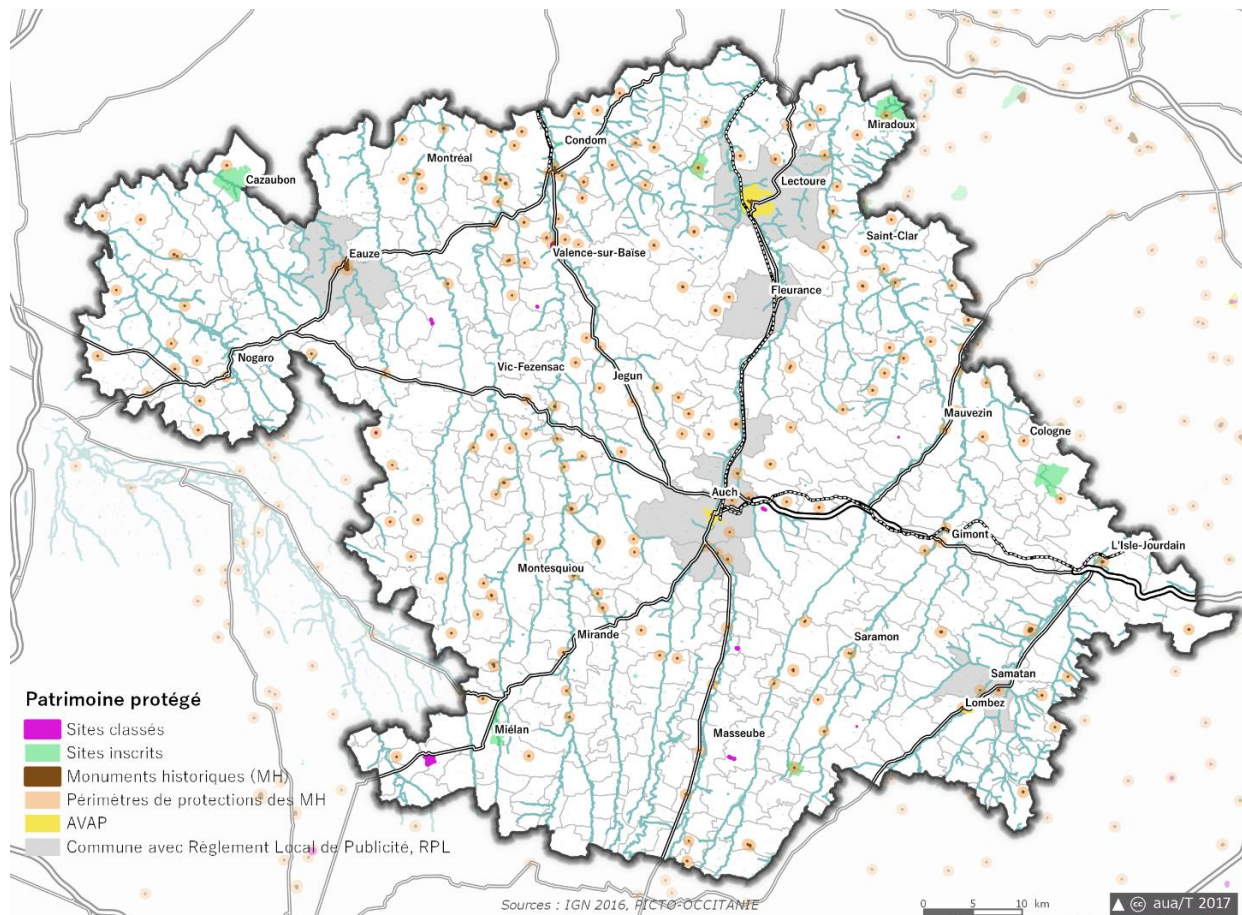 Miradoux
Condom
Montréal
Cazaubon
Lectoure
Saint-Clar
Eauze
Valence-sur-Baïse
Fleurance
Nogaro
Vic-Fezensac
Jegun
Mauvezin
Cologne
Auch
Gimont
L'Isle-Jourdain
Montesquiou
Mirande
Saramon
Samatan
Lombez
Miélan
Masseube
Patrimoine protégé
Sites classés
Sites inscrits
Monuments historiques (MH)
Périmètres de protections des MH
AVAP
Commune avec Règlement Local de Publicité, RPL
Sources : IGN 2016, PICTO-OCCITANIE
0 5 10 km
cc aua/T 2017